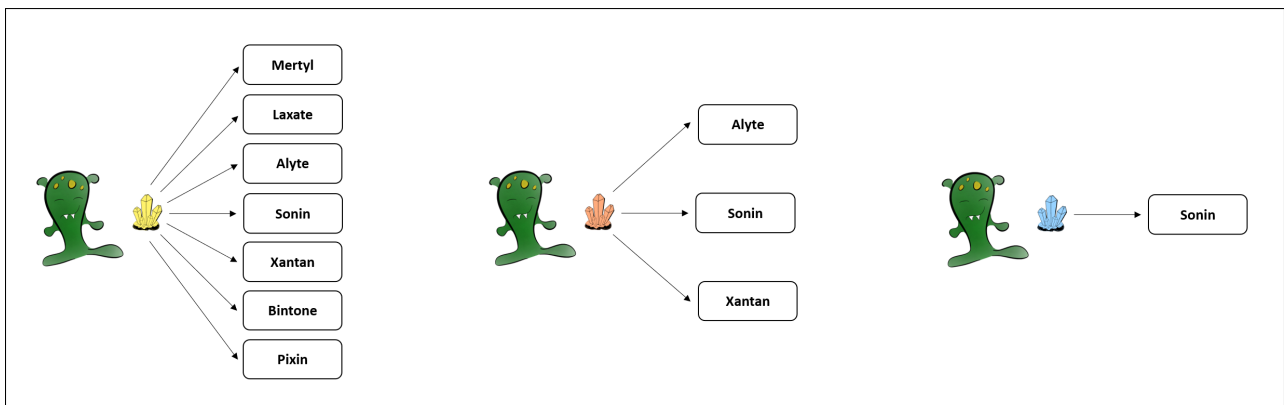 Mertyl
Laxate
Alyte
Sonin
Xantan
Bintone
Pixin
Alyte
Sonin
Xantan
Sonin